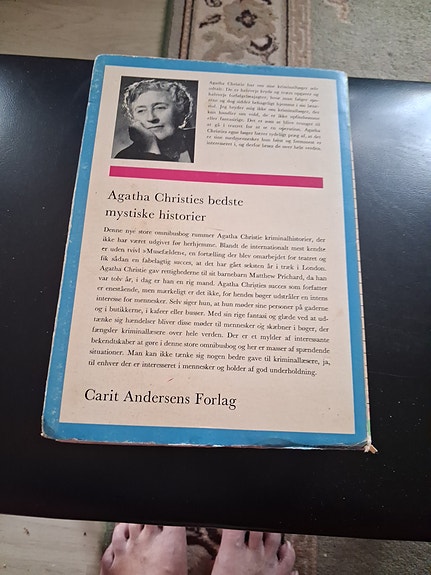 Agatha Christie har om sine kriminalbøger selv
Agatha Christies bedste
mystiske historier
Denne nye store omnibusbog rummer Agatha Christie kriminalhistorier, der
ikke har været udgivet før herhjemme. Blandt de internationalt mest kendte
er uden tvivl »Musefælden«, en fortælling der blev omarbejdet for teatret og
fik sådan en fabelagtig succes, at det har gået seksten år i træk i London.
Agatha Christie gav rettighederne til sit barnebarn Matthew Prichard, da han
var tolv år, i dag er han en rig mand. Agatha Christies succes som forfatter
er enestående, men mærkeligt er det ikke, for hendes bøger udstråler en intens
interesse for mennesker. Selv siger hun, at hun møder sine personer på gaderne
og i butikkerne, i kafeer eller busser. Med sin rige fantasi og glæde ved at ud-
tænke sig hændelser bliver disse møder til mennesker og skæbner i bøger, der
fængsler kriminallæsere over hele verden. Der er et mylder af interessante
bekendtskaber at gøre i denne store omnibusbog og her er masser af spændende
situationer. Man kan ikke tænke sig nogen bedre gave til kriminallæsere, ja,
til enhver der er interesseret i mennesker og holder af god underholdning.
Carit Andersens Forlag